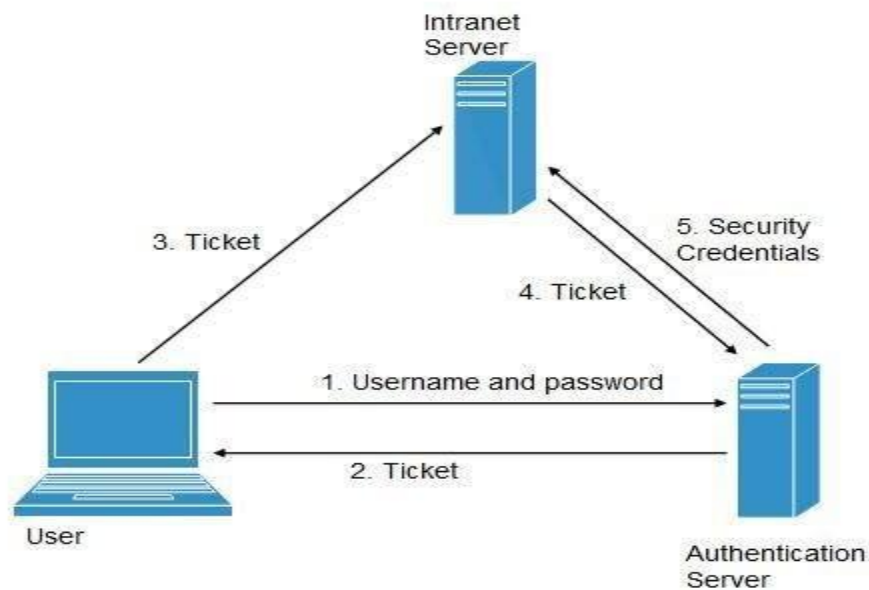 Intranet
Server
3. Ticket
5. Security
Credentials
4. Ticket
1. Username and password
2. Ticket
User
Authentication
Server